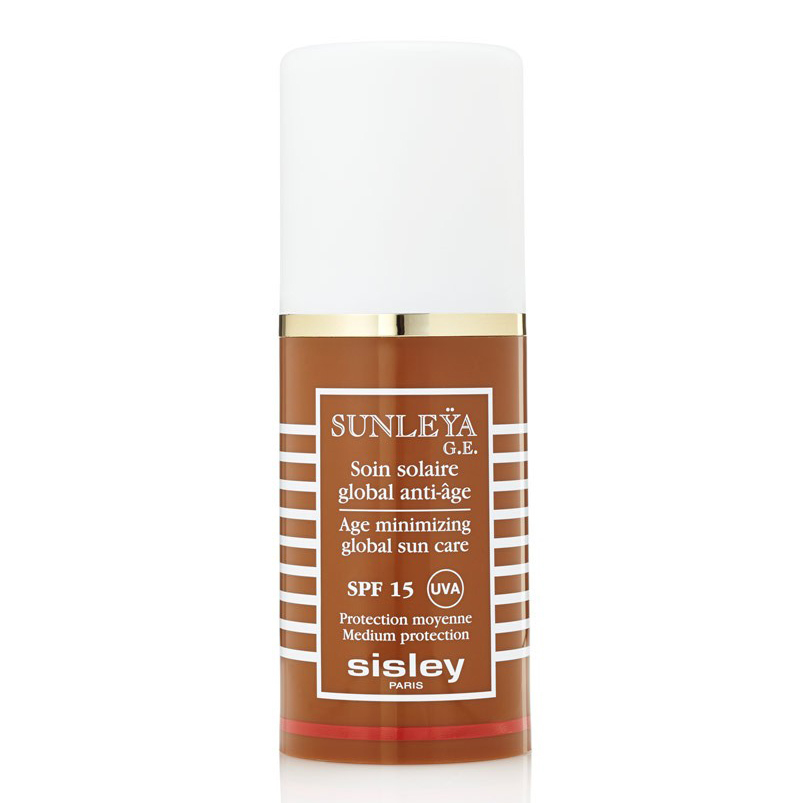 SUNLEŸA
G.E.
Soin solaire
global anti-âge
Age minimizing
global sun care
SPF 15 UVA
Protection moyenne
Medium protection
sisley
PARIS